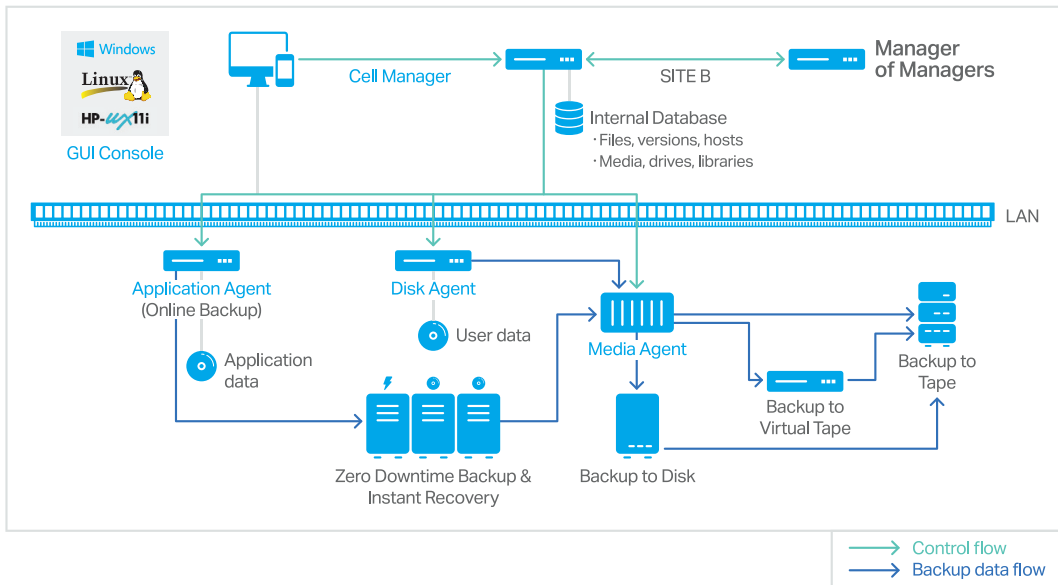 Windows
Linux
HP-ux11i
GUI Console
Cell Manager
SITE B
Manager
of Managers
Internal Database
· Files, versions, hosts
· Media, drives, libraries
LAN
Application Agent
(Online Backup)
Application
data
Disk Agent
User data
Media Agent
Backup to
Tape
Backup to
Virtual Tape
Zero Downtime Backup &
Instant Recovery
Backup to Disk
Control flow
Backup data flow